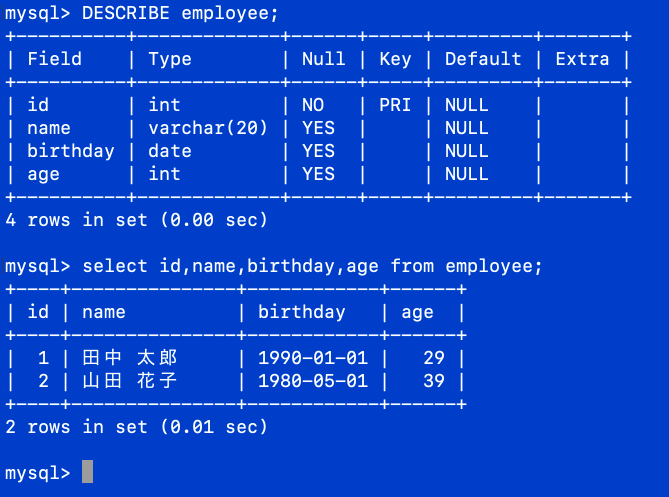 mysql> DESCRIBE employee;
+----------+-------------+------+-----+---------+-------+
| Field    | Type        | Null | Key | Default | Extra |
+----------+-------------+------+-----+---------+-------+
| id       | int         | NO   | PRI | NULL    |       |
| name     | varchar(20) | YES  |     | NULL    |       |
| birthday | date        | YES  |     | NULL    |       |
| age      | int         | YES  |     | NULL    |       |
+----------+-------------+------+-----+---------+-------+
4 rows in set (0.00 sec)
mysql> select id,name,birthday,age from employee;
+----+---------------+------------+------+
| id | name          | birthday   | age  |
+----+---------------+------------+------+
|  1 | 田中 太郎     | 1990-01-01 |   29 |
|  2 | 山田 花子     | 1980-05-01 |   39 |
+----+---------------+------------+------+
2 rows in set (0.01 sec)
mysql>